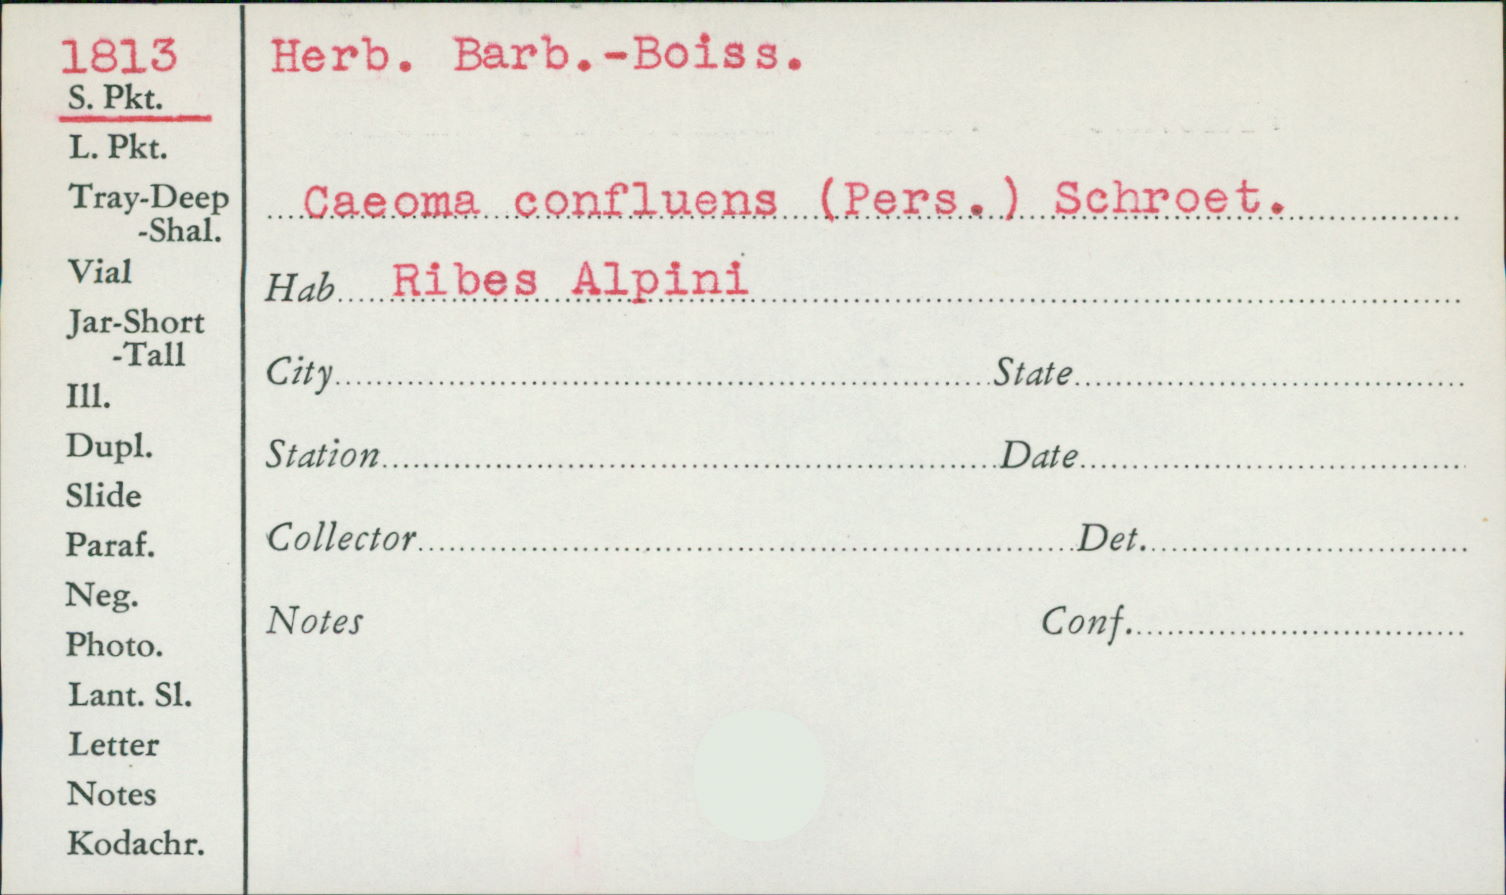 1813
S. Pkt.
L. Pkt.
Tray-Deep
-Shal.
Vial
Jar-Short
-Tall
Ill.
Dupl.
Slide
Paraf.
Neg.
Photo.
Lant. Sl.
Letter
Notes
Kodachr.
Herb. Barb.-Boiss.
Caeoma confluens (Pers.) Schroet.
Hab Ribes Alpini
City State
Station Date
Collector Det.
Notes Conf.